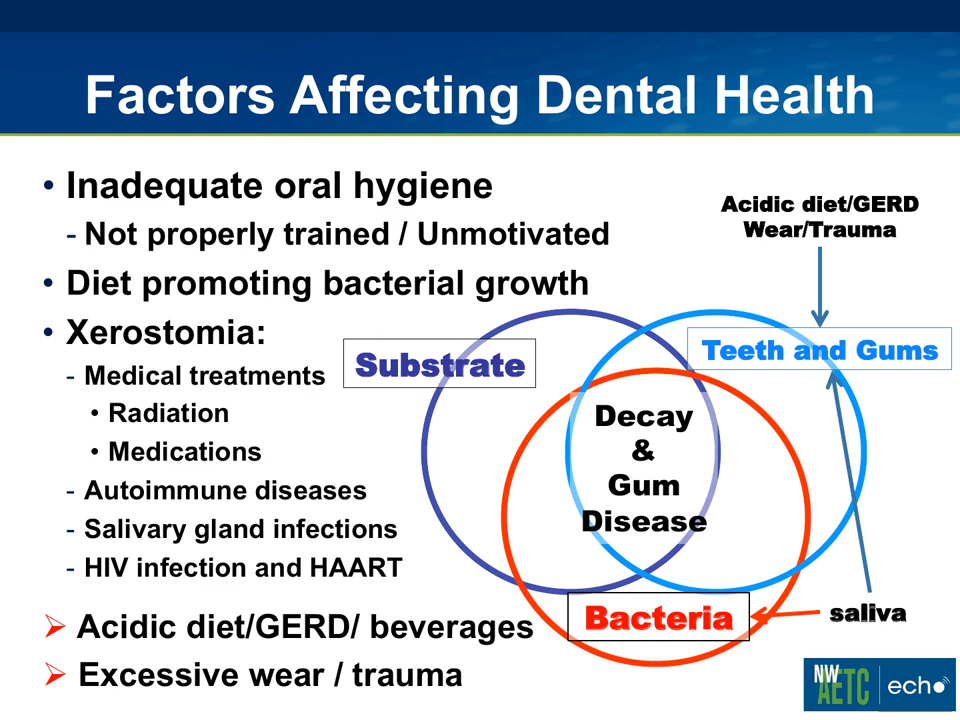 Factors Affecting Dental Health
• Inadequate oral hygiene
- Not properly trained / Unmotivated
• Diet promoting bacterial growth
• Xerostomia:
- Medical treatments
• Radiation
• Medications
- Autoimmune diseases
- Salivary gland infections
- HIV infection and HAART
➢ Acidic diet/GERD/ beverages
➢ Excessive wear / trauma
Acidic diet/GERD
Wear/Trauma
Substrate
Teeth and Gums
Decay
&
Gum
Disease
Bacteria
saliva
NW
AETC
echo